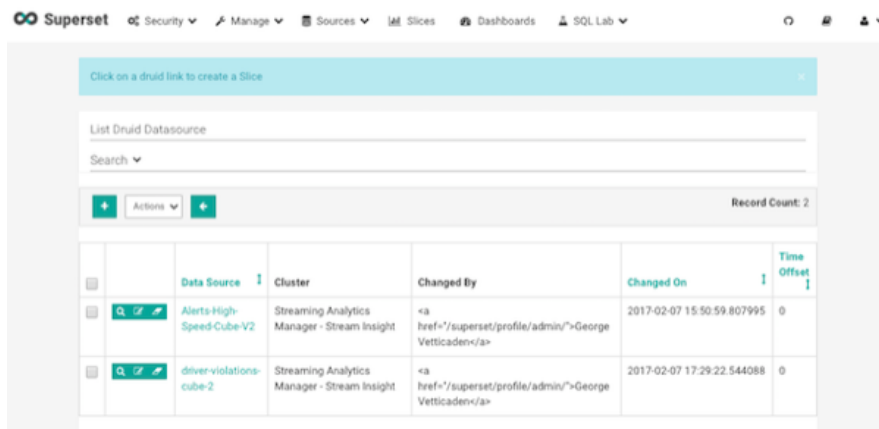 Superset Security Manage Sources Slices Dashboards SQL Lab
Click on a druid link to create a Slice ×
List Druid Datasource
Search
+ Actions Record Count: 2
Data Source Cluster Changed By Changed On Time Offset
Alerts-High-
Speed-Cube-V2
Streaming Analytics
Manager - Stream Insight
<a
href="/superset/profile/admin/">George
Vetticaden</a>
2017-02-07 15:50:59.807995
0
driver-violations-
cube-2
Streaming Analytics
Manager - Stream Insight
<a
href="/superset/profile/admin/">George
Vetticaden</a>
2017-02-07 17:29:22.544088
0